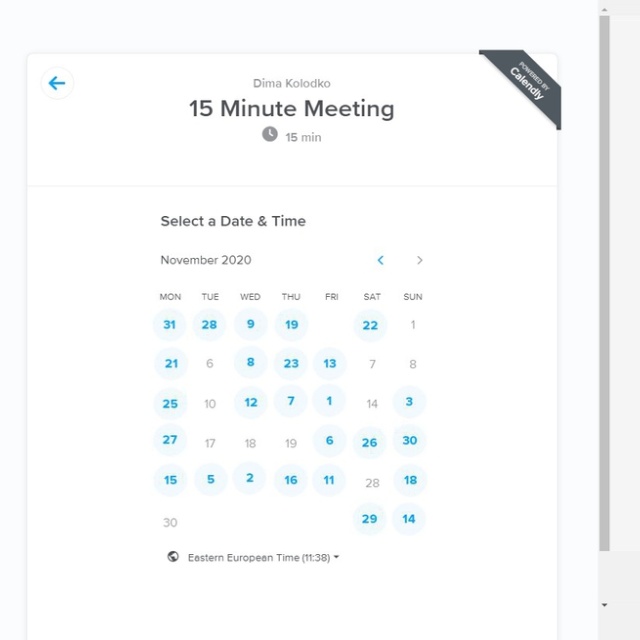 POWERED BY
Calendly
Dima Kolodko
15 Minute Meeting
15 min
Select a Date & Time
November 2020
MON TUE WED THU FRI SAT SUN
31 28 9 19 22 1
21 6 8 23 13 7 8
25 10 12 7 1 14 3
27 17 18 19 6 26 30
15 5 2 16 11 28 18
30 29 14
Eastern European Time (11:38)